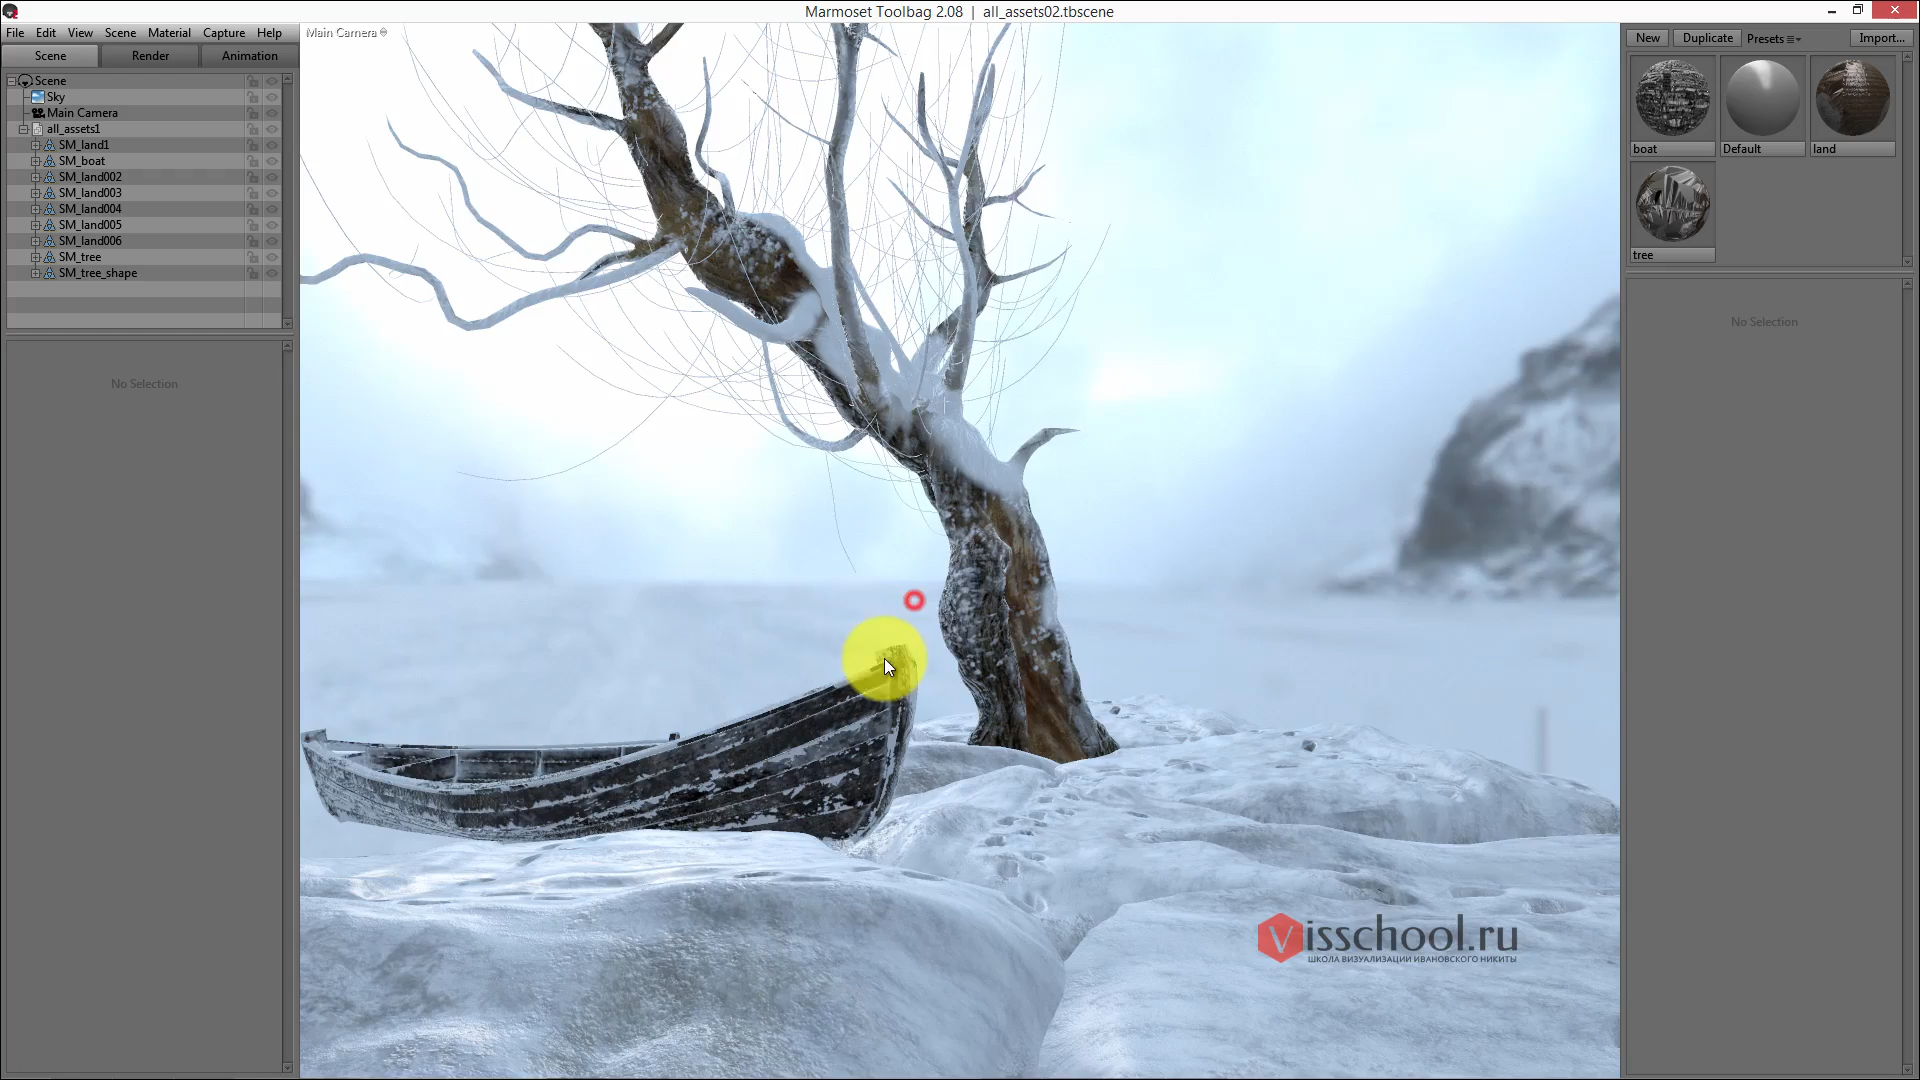 Marmoset Toolbag 2.08 | all_assets02.tbscene
File Edit View Scene Material Capture Help
Scene Render Animation
Scene
Sky
Main Camera
all_assets1
SM_land1
SM_boat
SM_land002
SM_land003
SM_land004
SM_land005
SM_land006
SM_tree
SM_tree_shape
No Selection
Main Camera
New Duplicate Presets Import...
boat Default land
tree
No Selection
Visschool.ru
ШКОЛА ВИЗУАЛИЗАЦИИ ИВАНОВСКОГО НИКИТЫ